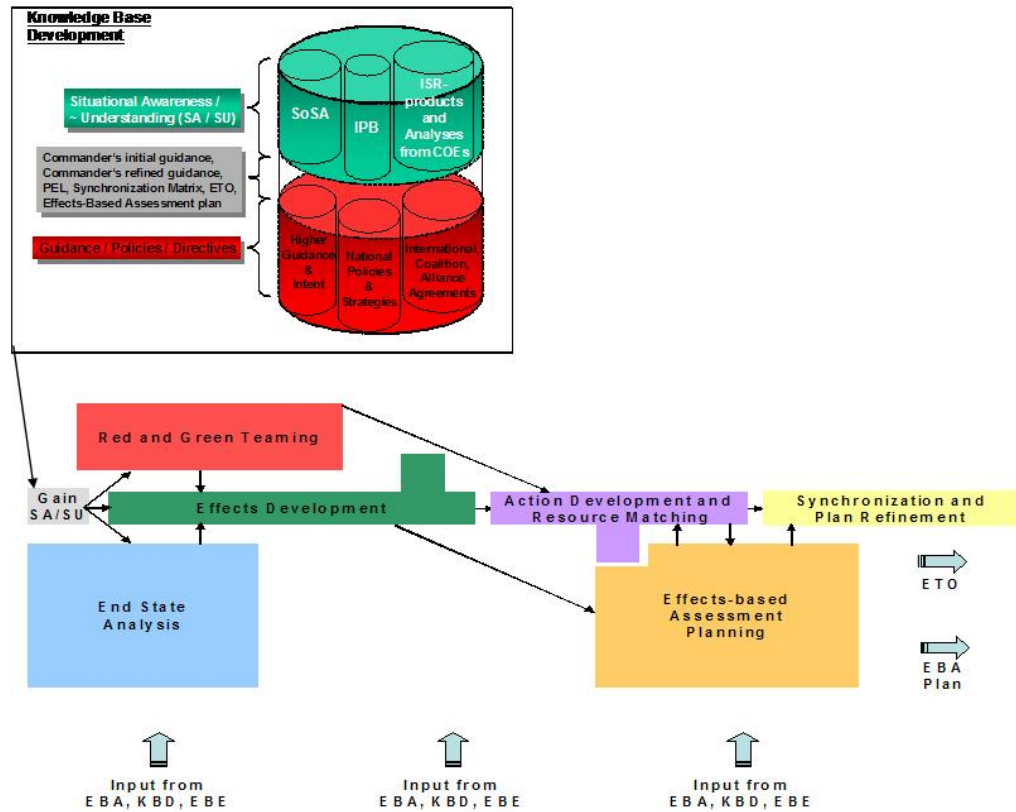 Knowledge Base
Development
SoSA
IPB
ISR-
products
and
Analyses
from COEs
Situational Awareness /
~ Understanding (SA / SU)
Commander's initial guidance,
Commander's refined guidance,
PEL, Synchronization Matrix, ETO,
Effects-Based Assessment plan
Guidance / Policies / Directives
Higher
Guidance
&
Intent
National
Policies
&
Strategies
International
Coalition,
Alliance
Agreements
Red and Green Teaming
Gain
SA/SU
Effects Development
Action Development and
Resource Matching
Synchronization and
Plan Refinement
End State
Analysis
Effects-based
Assessment
Planning
ETO
EBA
Plan
Input from
EBA, KBD, EBE
Input from
EBA, KBD, EBE
Input from
EBA, KBD, EBE